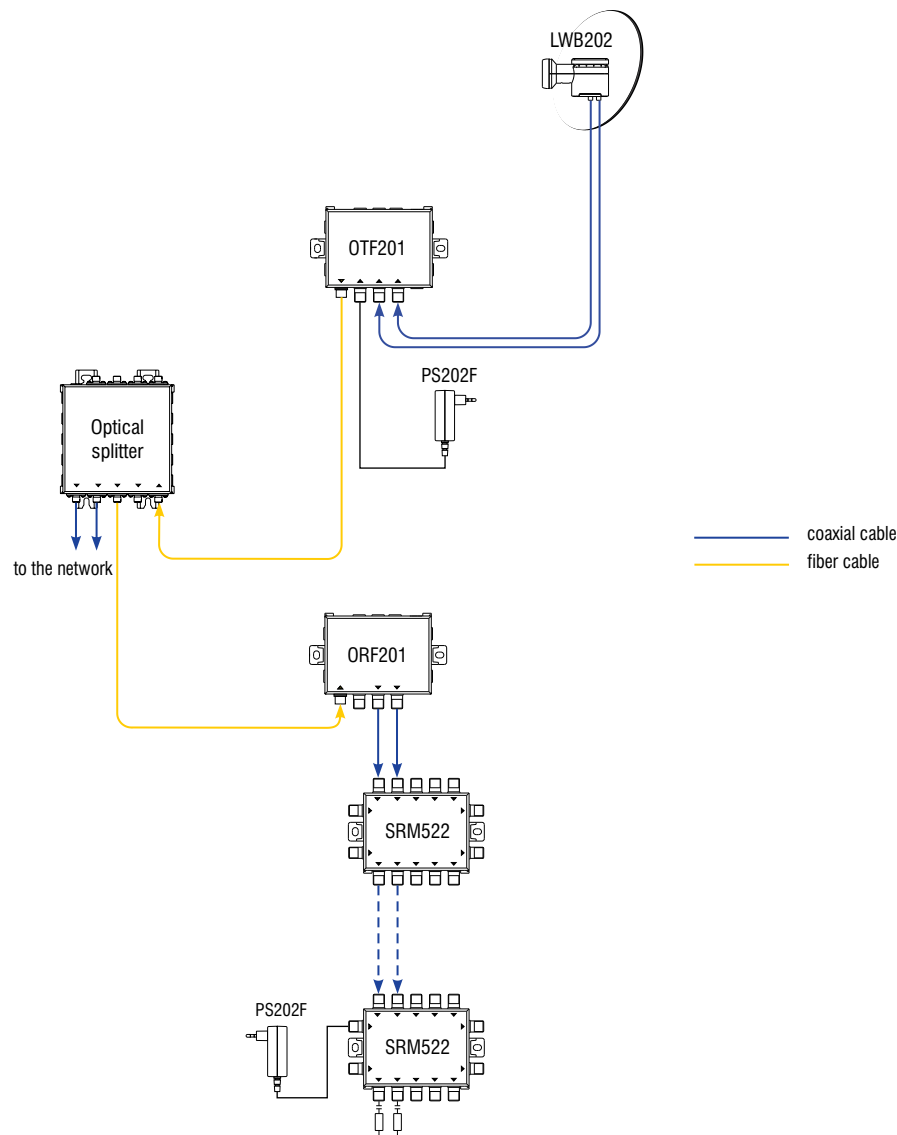 LWB202
OTF201
PS202F
Optical
splitter
coaxial cable
fiber cable
to the network
ORF201
SRM522
PS202F
SRM522